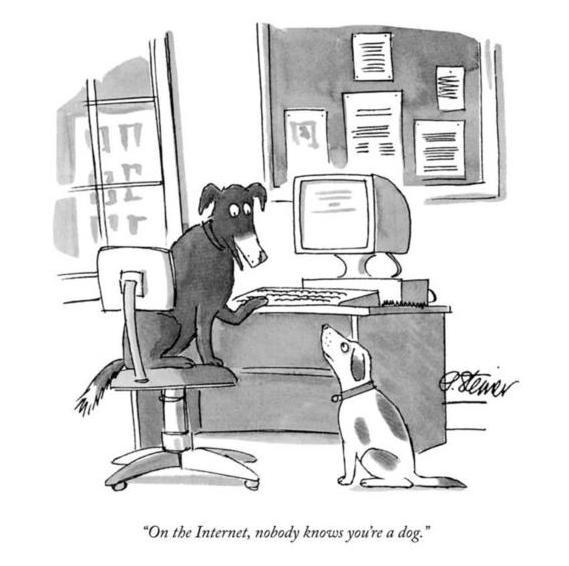 P. Steiner
“On the Internet, nobody knows you’re a dog.”